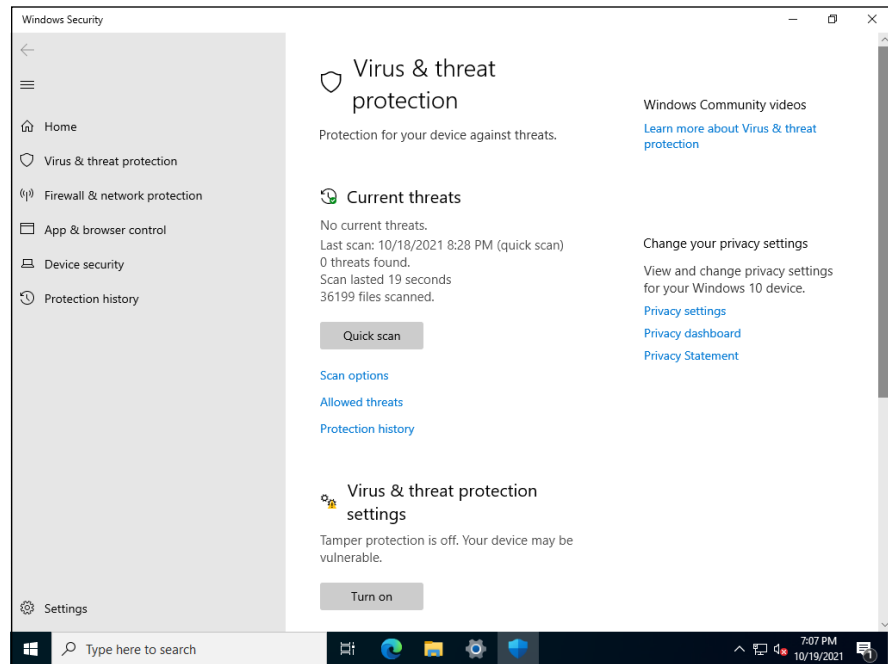 Windows Security
Home
Virus & threat protection
Firewall & network protection
App & browser control
Device security
Protection history
Settings
Virus & threat
protection
Protection for your device against threats.
Current threats
No current threats.
Last scan: 10/18/2021 8:28 PM (quick scan)
0 threats found.
Scan lasted 19 seconds
36199 files scanned.
Quick scan
Scan options
Allowed threats
Protection history
Virus & threat protection
settings
Tamper protection is off. Your device may be
vulnerable.
Turn on
Windows Community videos
Learn more about Virus & threat
protection
Change your privacy settings
View and change privacy settings
for your Windows 10 device.
Privacy settings
Privacy dashboard
Privacy Statement
Type here to search
7:07 PM
10/19/2021
1